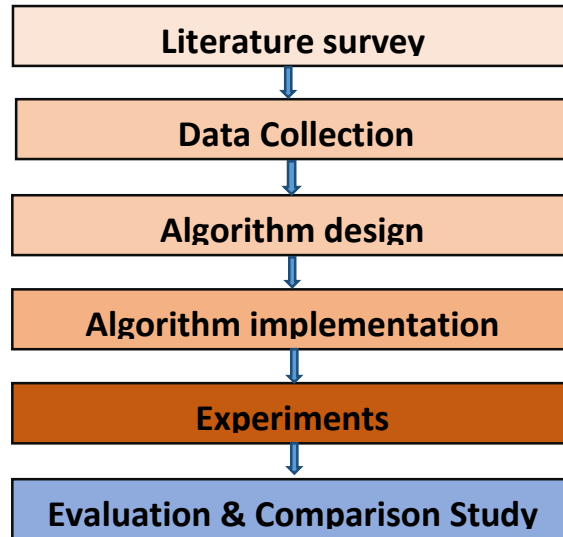 Literature survey
Data Collection
Algorithm design
Algorithm implementation
Experiments
Evaluation & Comparison Study